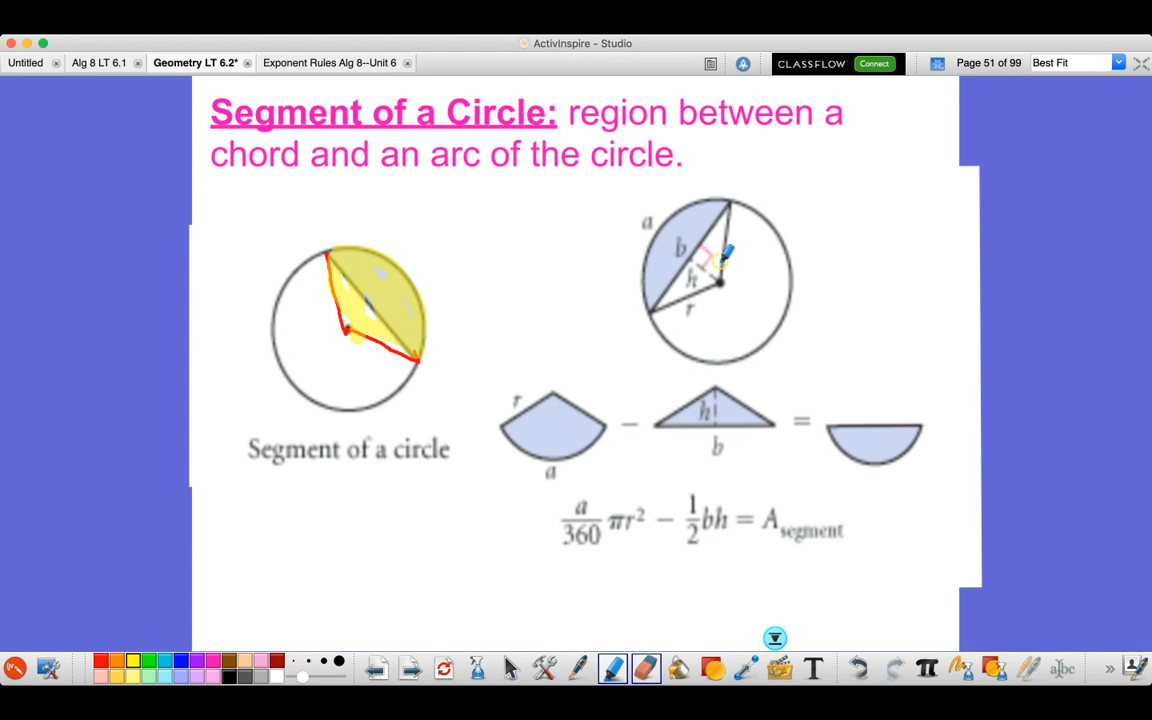 ActivInspire - Studio
Untitled
Alg 8 LT 6.1
Geometry LT 6.2*
Exponent Rules Alg 8--Unit 6
CLASSFLOW
Connect
Page 51 of 99
Best Fit
Segment of a Circle: region between a
chord and an arc of the circle.
a
b
h
r
Segment of a circle
r
a
−
h
b
=
a/360 πr² − 1/2 bh = A segment
T
π
abc
»